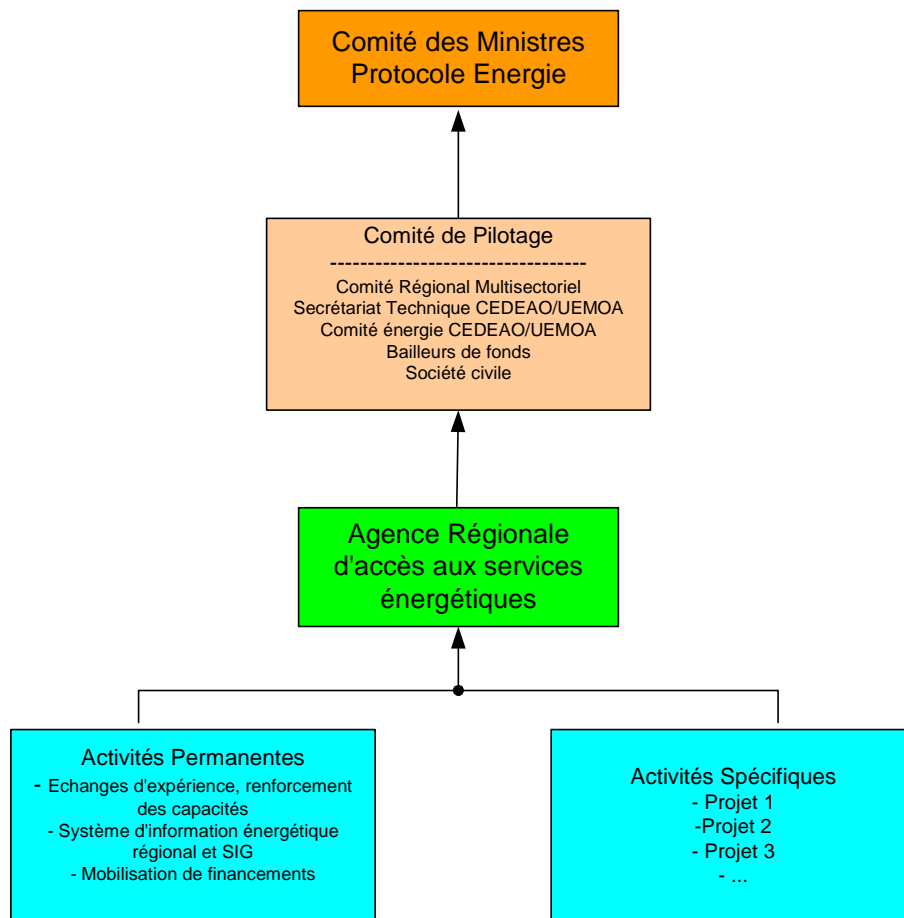 Comité des Ministres
Protocole Energie
Comité de Pilotage
----------------------------------
Comité Régional Multisectoriel
Secrétariat Technique CEDEAO/UEMOA
Comité énergie CEDEAO/UEMOA
Bailleurs de fonds
Société civile
Agence Régionale
d'accès aux services
énergétiques
Activités Permanentes
- Echanges d'expérience, renforcement
des capacités
- Système d'information énergétique
régional et SIG
- Mobilisation de financements
Activités Spécifiques
- Projet 1
-Projet 2
- Projet 3
- ...